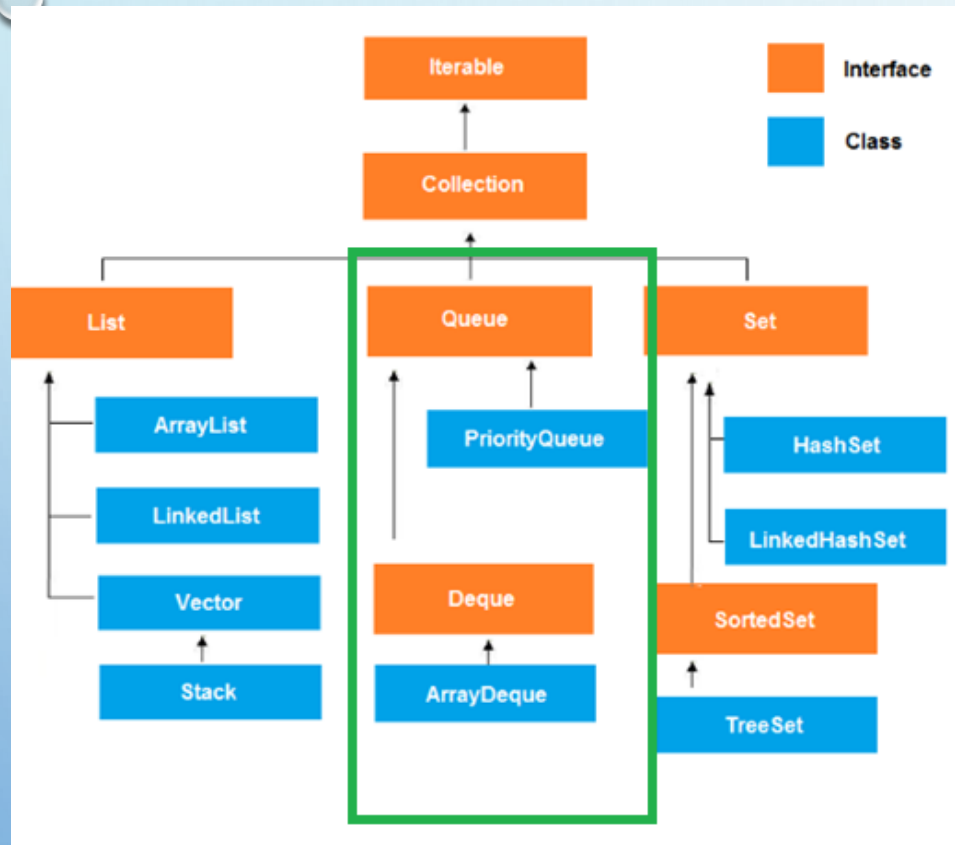 Iterable
Interface
Class
Collection
List
Queue
Set
ArrayList
PriorityQueue
HashSet
LinkedList
LinkedHashSet
Vector
Deque
SortedSet
Stack
ArrayDeque
TreeSet